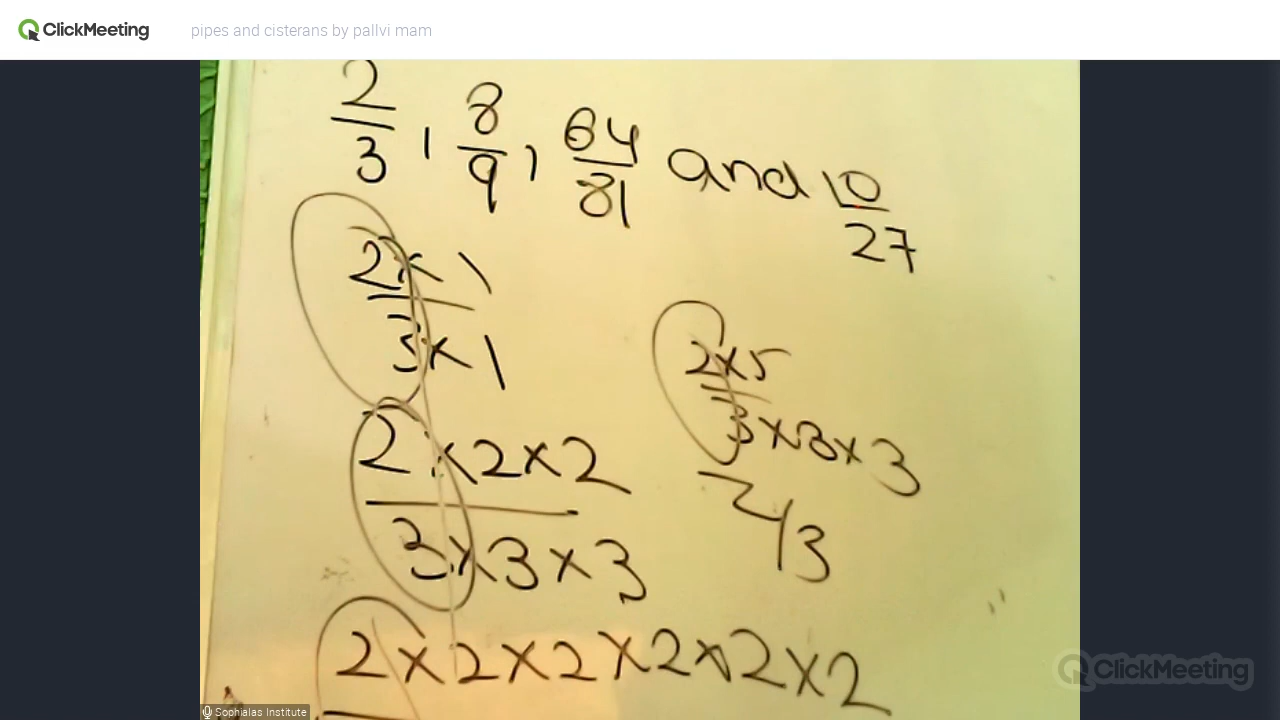 ClickMeeting pipes and cisterans by pallvi mam
2/3, 8/9, 64/81 and 10/27
2×1
3×1
2×5
3×3×3
2/3
2×2×2
3×3×3
2×2×2×2×2×2
ClickMeeting
Sophialas Institute